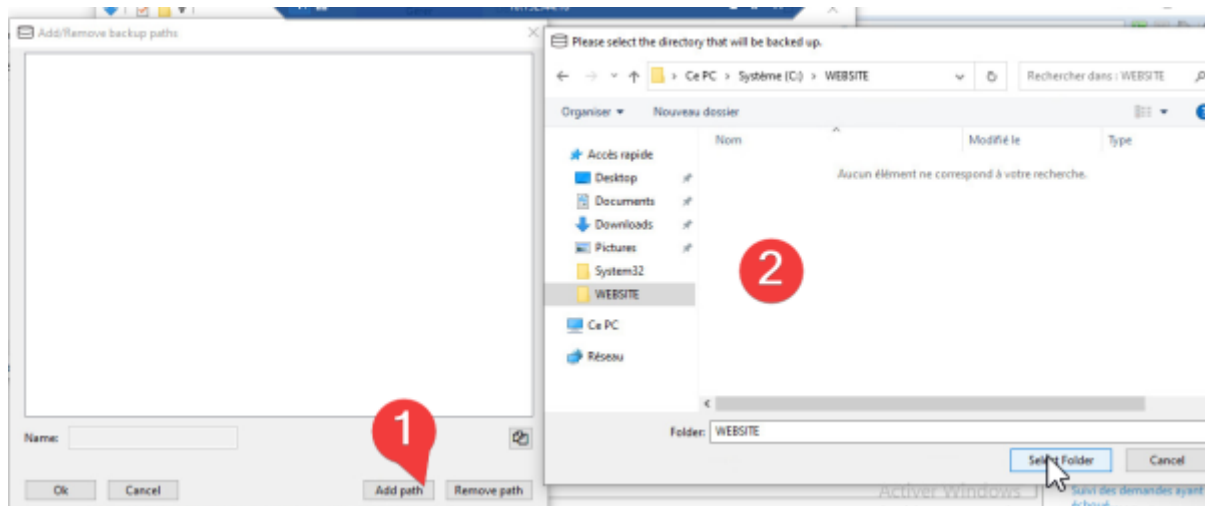 Add/Remove backup paths
Name:
1
Ok
Cancel
Add path
Remove path
Please select the directory that will be backed up.
Ce PC > Système (C:) > WEBSITE
Rechercher dans : WEBSITE
Organiser
Nouveau dossier
Nom
Modifié le
Type
Aucun élément ne correspond à votre recherche.
Accès rapide
Desktop
Documents
Downloads
Pictures
System32
WEBSITE
Ce PC
Réseau
2
Folder: WEBSITE
Select Folder
Cancel
Activer Windows
Suivi des demandes ayant
échoué